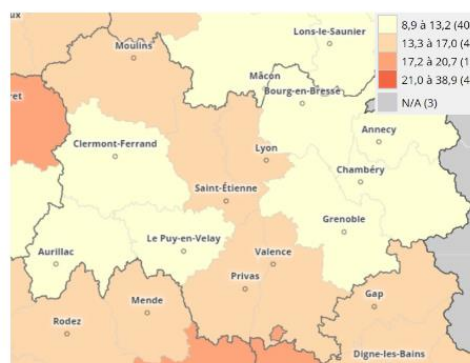 Lons-le-Saunier
Moulins
Mâcon
Bourg-en-Bresse
Annecy
Clermont-Ferrand
Lyon
Chambéry
Saint-Étienne
Grenoble
Le Puy-en-Velay
Aurillac
Valence
Privas
Gap
Mende
Rodez
Digne-les-Bains
8,9 à 13,2 (40
13,3 à 17,0 (4
17,2 à 20,7 (1
21,0 à 38,9 (4
N/A (3)